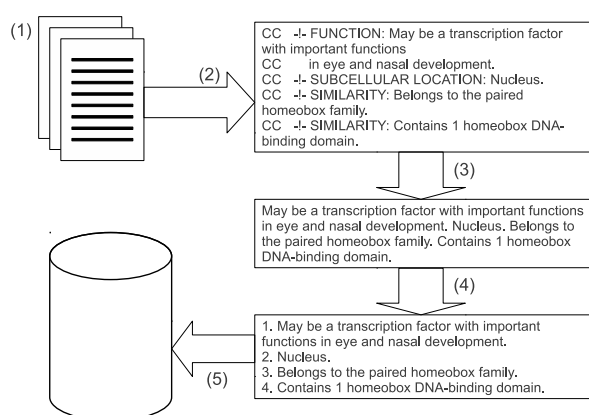 (1)
(2)
CC -!- FUNCTION: May be a transcription factor
with important functions
CC in eye and nasal development.
CC -!- SUBCELLULAR LOCATION: Nucleus.
CC -!- SIMILARITY: Belongs to the paired
homeobox family.
CC -!- SIMILARITY: Contains 1 homeobox DNA-
binding domain.
(3)
May be a transcription factor with important functions
in eye and nasal development. Nucleus. Belongs to
the paired homeobox family. Contains 1 homeobox
DNA-binding domain.
(4)
1. May be a transcription factor with important
functions in eye and nasal development.
2. Nucleus.
3. Belongs to the paired homeobox family.
4. Contains 1 homeobox DNA-binding domain.
(5)